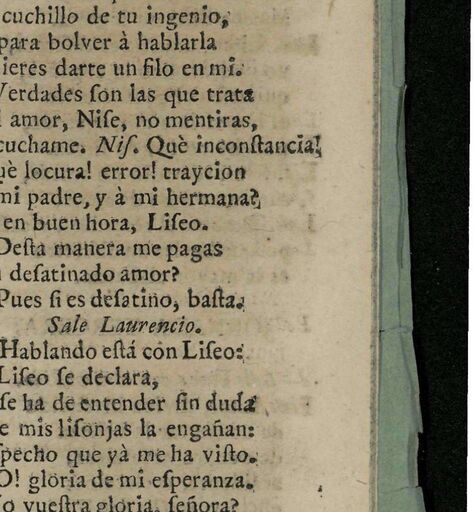 cuchillo de tu ingenio,
para bolver à hablarla
ieres darte un filo en mi.
Verdades ſon las que trata
amor, Niſe, no mentiras,
cuchame. Niſ. Què inconſtancia!
uè locura! error! traycion
mi padre, y à mi hermana?
en buen hora, Liſeo.
Deſta manera me pagas
deſatinado amor?
Pues ſi es deſatino, baſta.
Sale Laurencio.
Hablando eſtá con Liſeo:
Liſeo ſe declara,
ſe ha de entender ſin duda
e mis liſonjas la engañan:
pecho que yà me ha viſto.
O! gloria de mi eſperanza.
o vueſtra gloria, ſeñora?